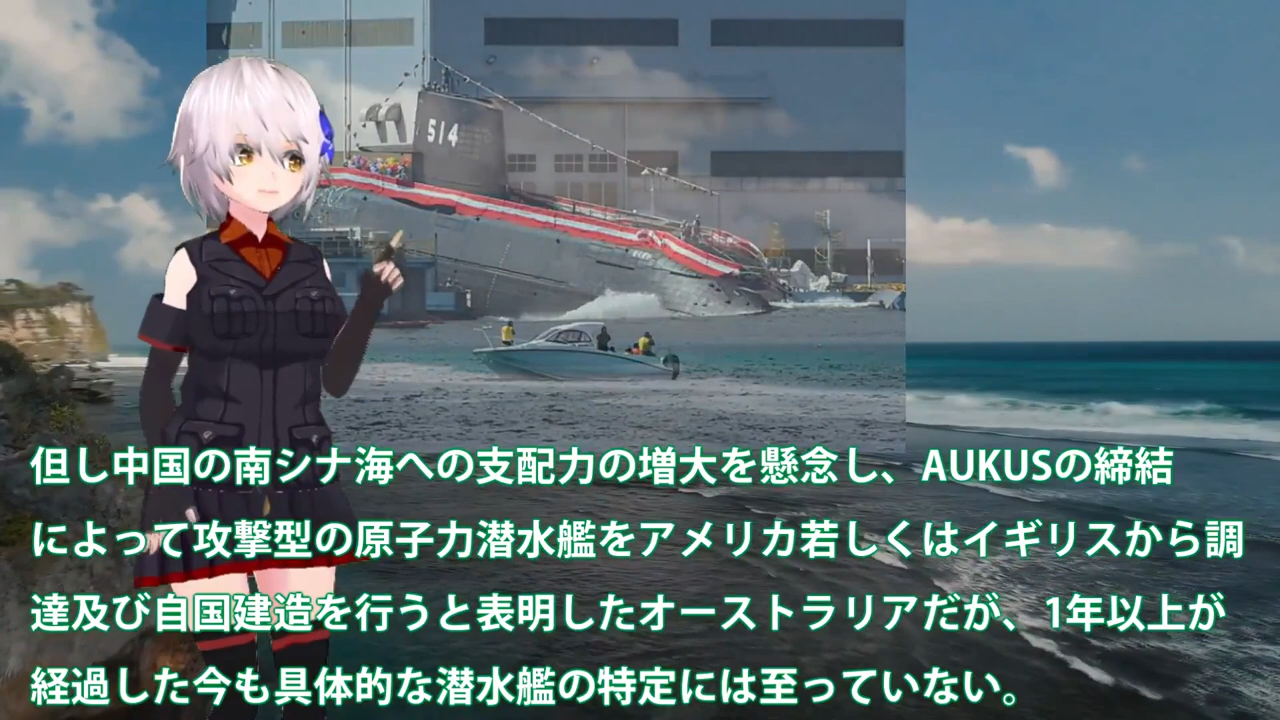 514
但し中国の南シナ海への支配力の増大を懸念し、AUKUSの締結
によって攻撃型の原子力潜水艦をアメリカ若しくはイギリスから調
達及び自国建造を行うと表明したオーストラリアだが、1年以上が
経過した今も具体的な潜水艦の特定には至っていない。